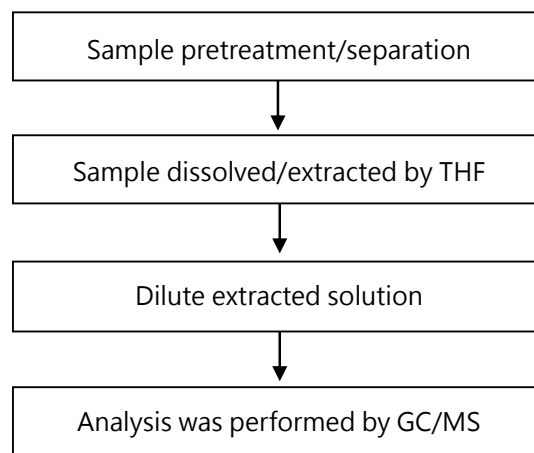 Sample pretreatment/separation
Sample dissolved/extracted by THF
Dilute extracted solution
Analysis was performed by GC/MS